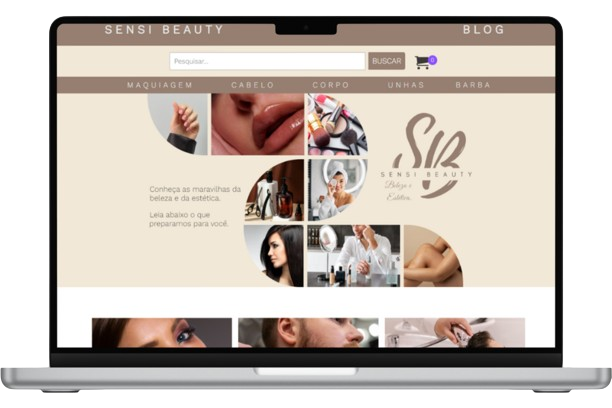 SENSI BEAUTY
BLOG
Pesquisar...
BUSCAR
0
MAQUIAGEM
CABELO
CORPO
UNHAS
BARBA
SB
SENSI BEAUTY
Beleza e
Estética.
Conheça as maravilhas da
beleza e da estética.
Leia abaixo o que
preparamos para você.